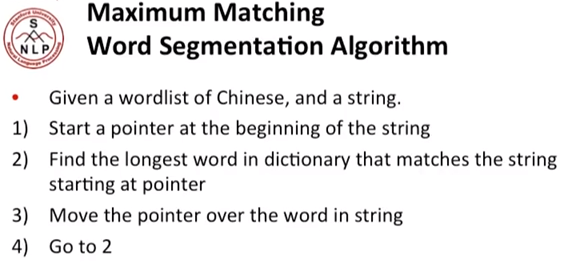 Stanford University
S
NLP
Natural Language Processing
Maximum Matching
Word Segmentation Algorithm
• Given a wordlist of Chinese, and a string.
1) Start a pointer at the beginning of the string
2) Find the longest word in dictionary that matches the string
starting at pointer
3) Move the pointer over the word in string
4) Go to 2